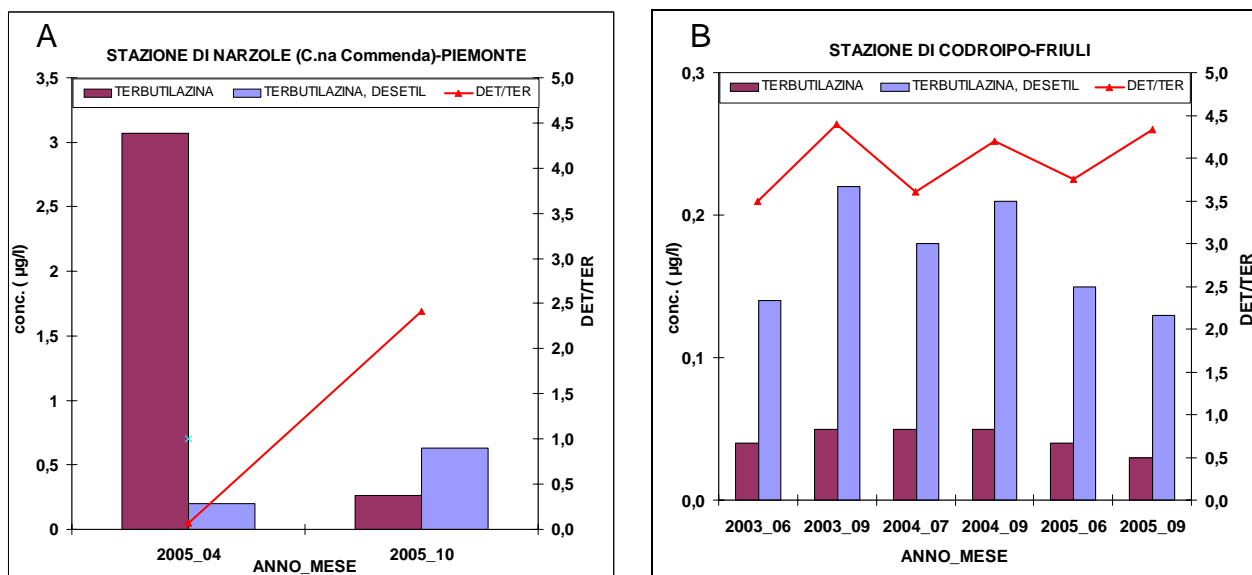 A
STAZIONE DI NARZOLE (C.na Commenda)-PIEMONTE
TERBUTILAZINA
TERBUTILAZINA, DESETIL
DET/TER
3,5
3
2,5
2
1,5
1
0,5
0
conc. ( µg/l)
5,0
4,5
4,0
3,5
3,0
2,5
2,0
1,5
1,0
0,5
0,0
DET/TER
2005_04
2005_10
ANNO_MESE
B
STAZIONE DI CODROIPO-FRIULI
TERBUTILAZINA
TERBUTILAZINA, DESETIL
DET/TER
0,3
0,2
0,1
0,0
conc. ( µg/l)
5,0
4,5
4,0
3,5
3,0
2,5
2,0
1,5
1,0
0,5
0,0
DET/TER
2003_06
2003_09
2004_07
2004_09
2005_06
2005_09
ANNO_MESE